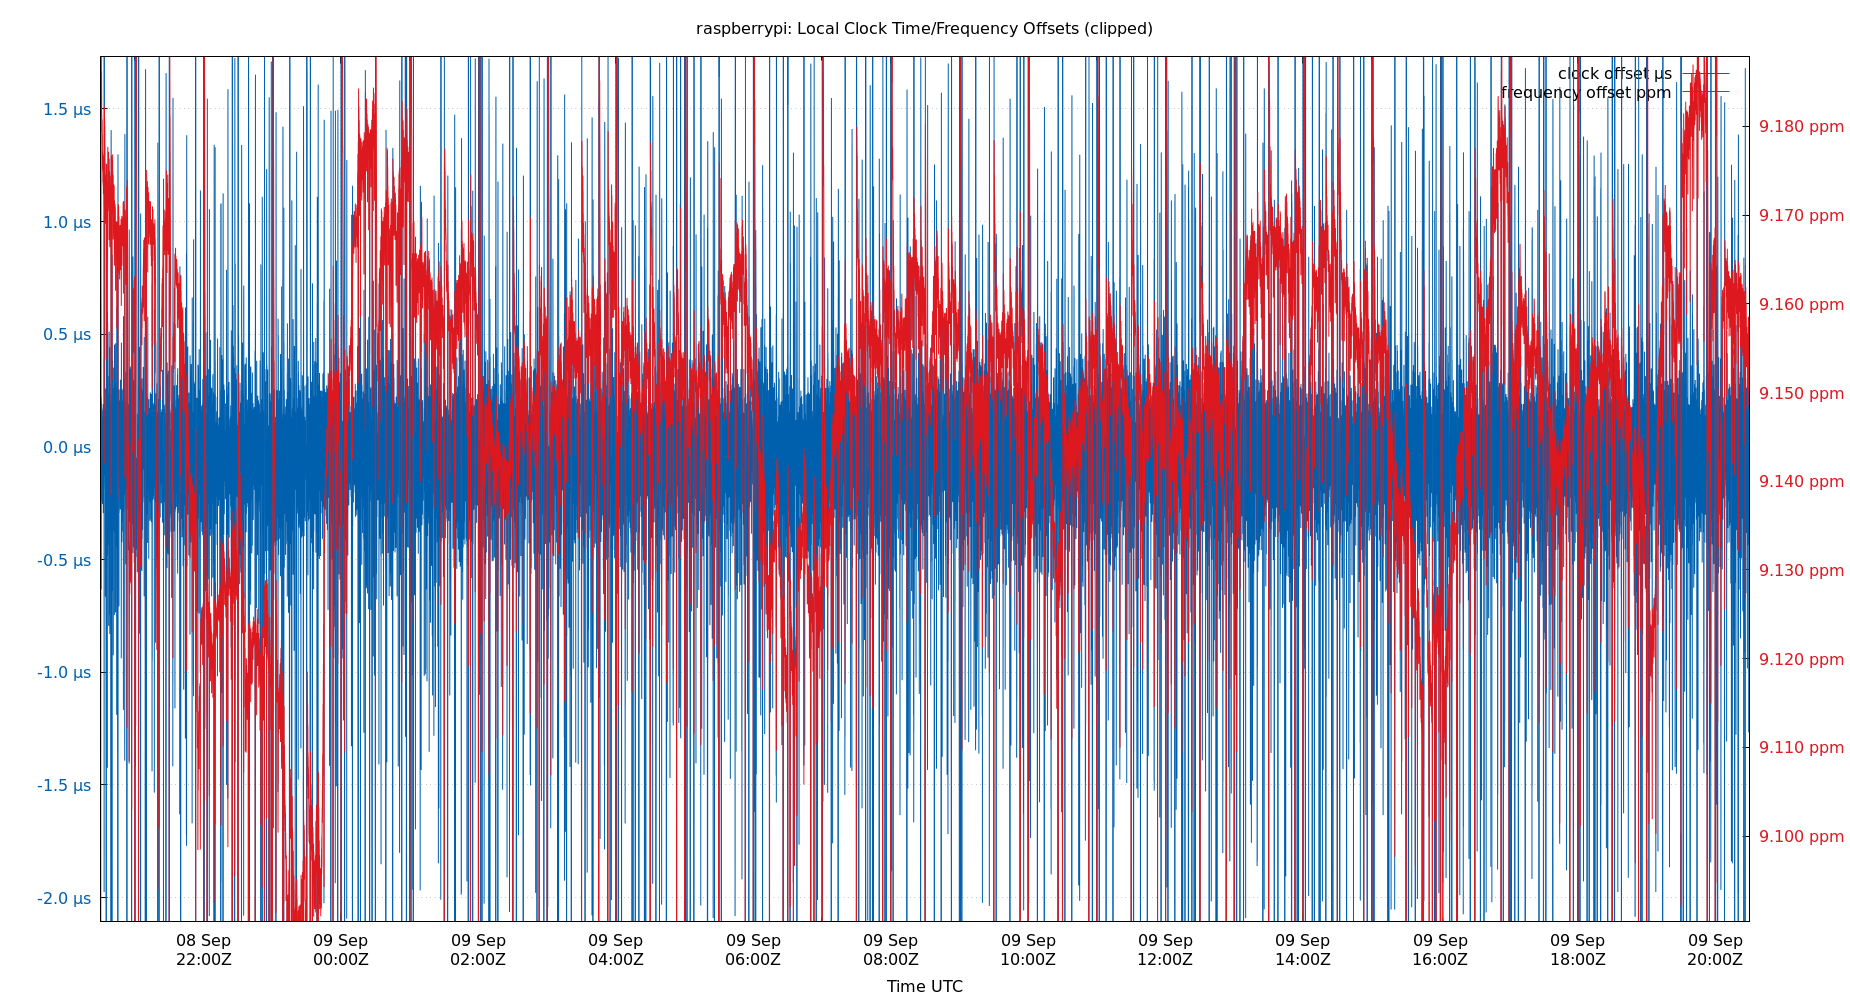 raspberrypi: Local Clock Time/Frequency Offsets (clipped)
clock offset µs
frequency offset ppm
1.5 µs
1.0 µs
0.5 µs
0.0 µs
-0.5 µs
-1.0 µs
-1.5 µs
-2.0 µs
9.180 ppm
9.170 ppm
9.160 ppm
9.150 ppm
9.140 ppm
9.130 ppm
9.120 ppm
9.110 ppm
9.100 ppm
08 Sep 09 Sep 09 Sep 09 Sep 09 Sep 09 Sep 09 Sep 09 Sep 09 Sep 09 Sep 09 Sep 09 Sep
22:00Z 00:00Z 02:00Z 04:00Z 06:00Z 08:00Z 10:00Z 12:00Z 14:00Z 16:00Z 18:00Z 20:00Z
Time UTC